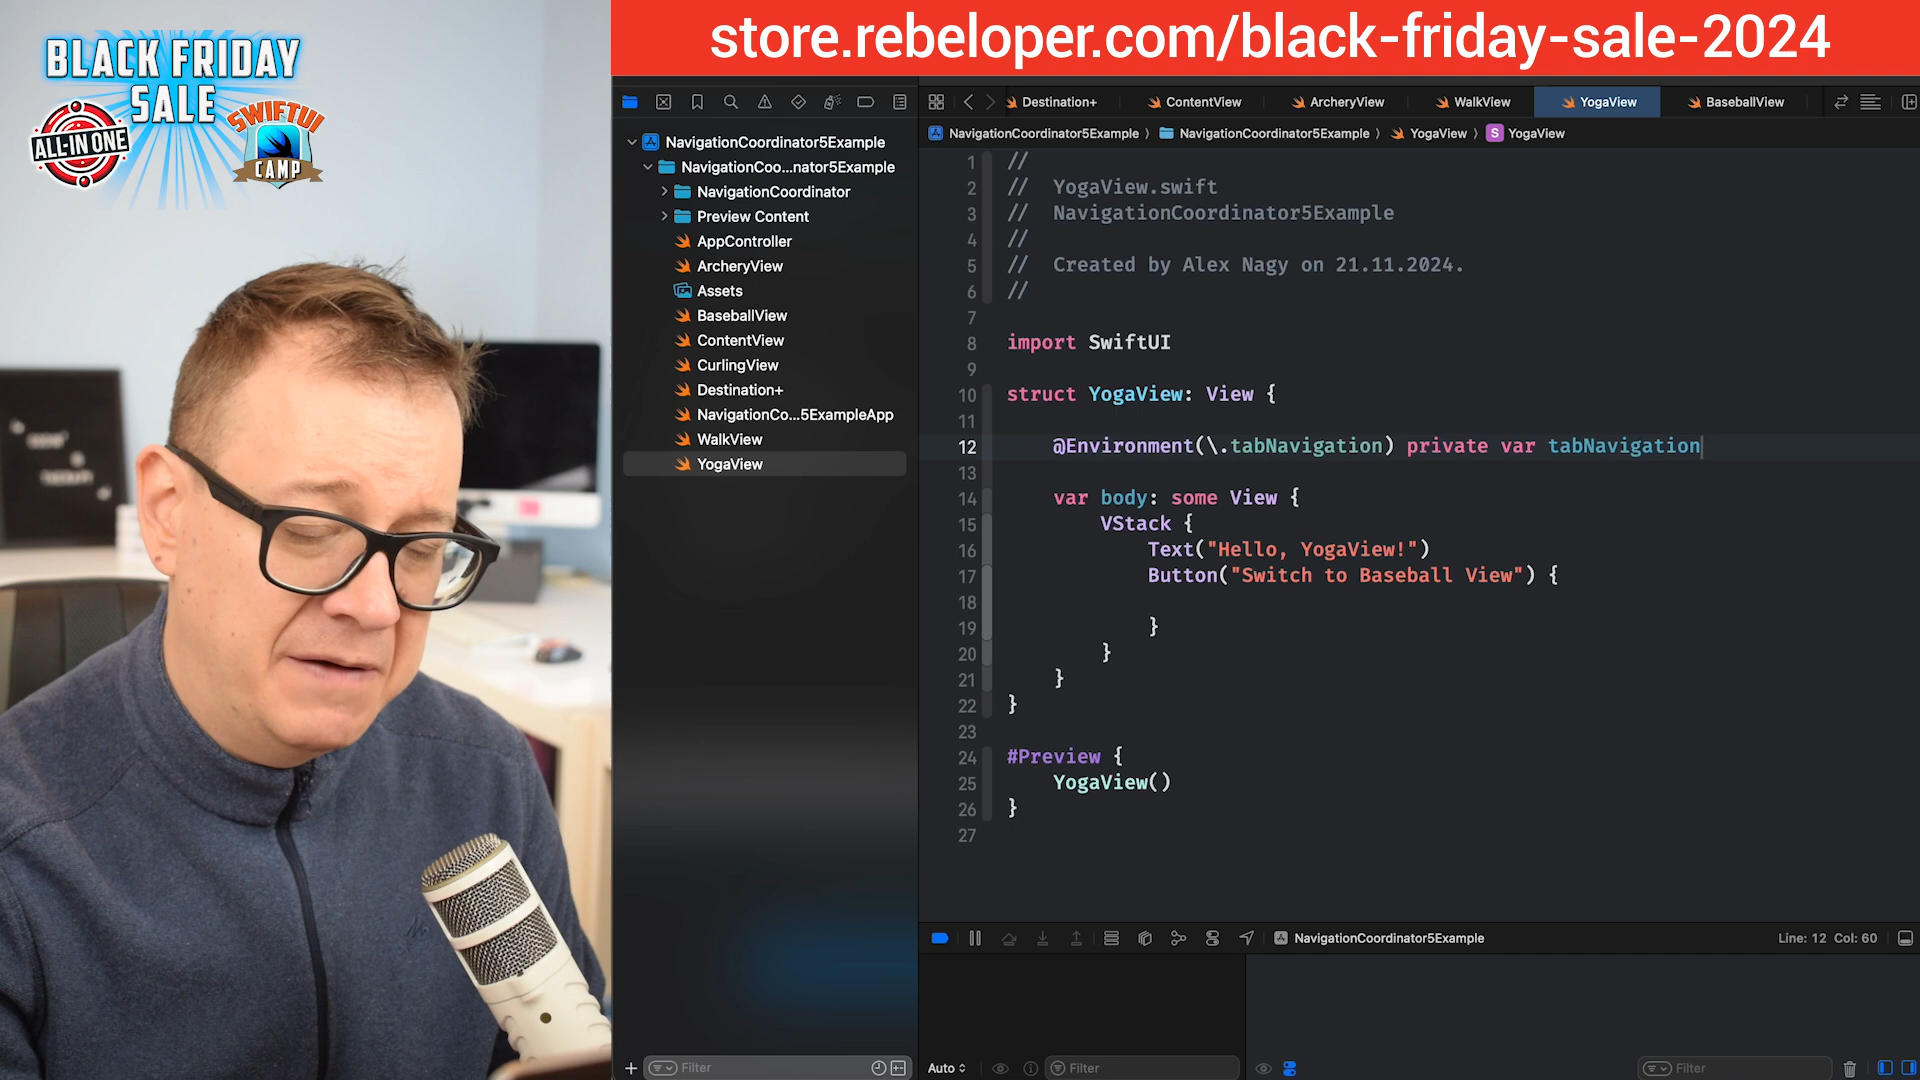 store.rebeloper.com/black-friday-sale-2024
BLACK FRIDAY
SALE
ALL-IN ONE
SWIFTUI
CAMP
NavigationCoordinator5Example
NavigationCoo...nator5Example
NavigationCoordinator
Preview Content
AppController
ArcheryView
Assets
BaseballView
ContentView
CurlingView
Destination+
NavigationCo...5ExampleApp
WalkView
YogaView
Filter
Destination+
ContentView
ArcheryView
WalkView
YogaView
BaseballView
NavigationCoordinator5Example
NavigationCoordinator5Example
YogaView
S YogaView
1 //
2 //  YogaView.swift
3 //  NavigationCoordinator5Example
4 //
5 //  Created by Alex Nagy on 21.11.2024.
6 //
7
8 import SwiftUI
9
10 struct YogaView: View {
11
12     @Environment(\.tabNavigation) private var tabNavigation
13
14     var body: some View {
15         VStack {
16             Text("Hello, YogaView!")
17             Button("Switch to Baseball View") {
18
19             }
20         }
21     }
22 }
23
24 #Preview {
25     YogaView()
26 }
27
NavigationCoordinator5Example
Line: 12 Col: 60
Auto
Filter
Filter